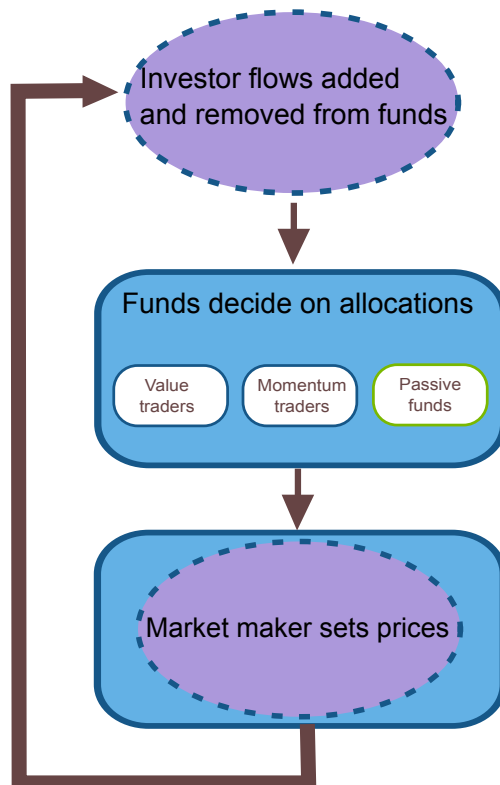 Investor flows added
and removed from funds
Funds decide on allocations
Value
traders
Momentum
traders
Passive
funds
Market maker sets prices